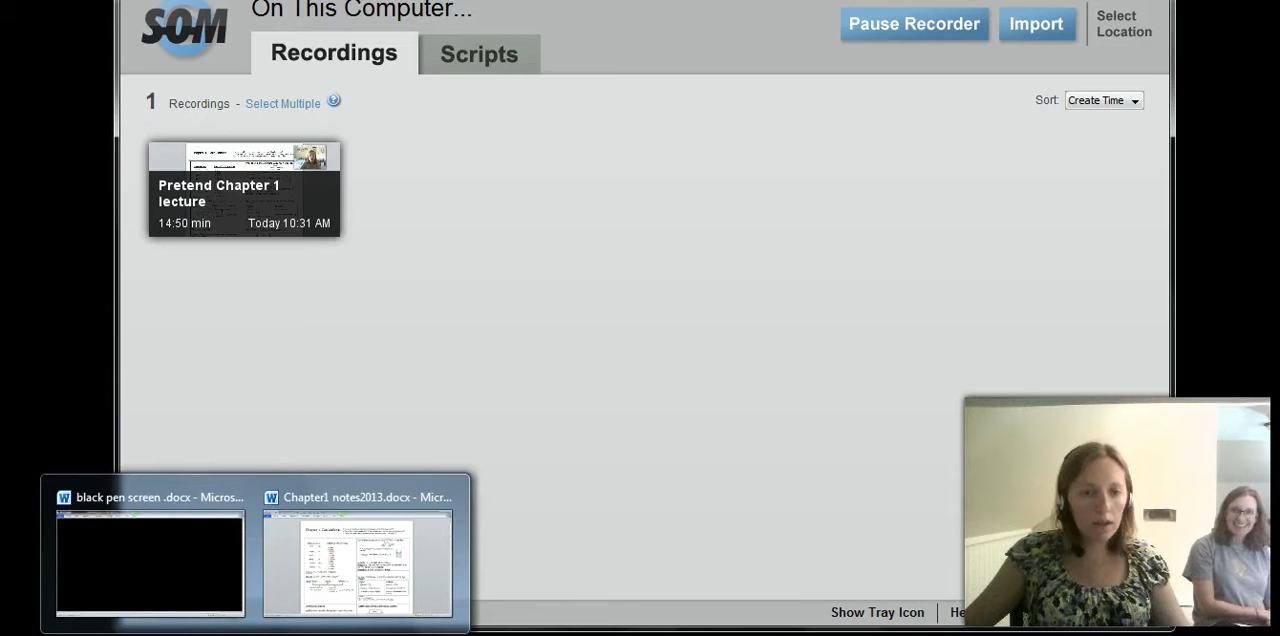 SOM
On This Computer...
Pause Recorder
Import
Select
Location
Recordings
Scripts
1 Recordings - Select Multiple ?
Sort: Create Time
Pretend Chapter 1
lecture
14:50 min Today 10:31 AM
black pen screen .docx - Micros...
Chapter1 notes2013.docx - Micr...
Show Tray Icon
He